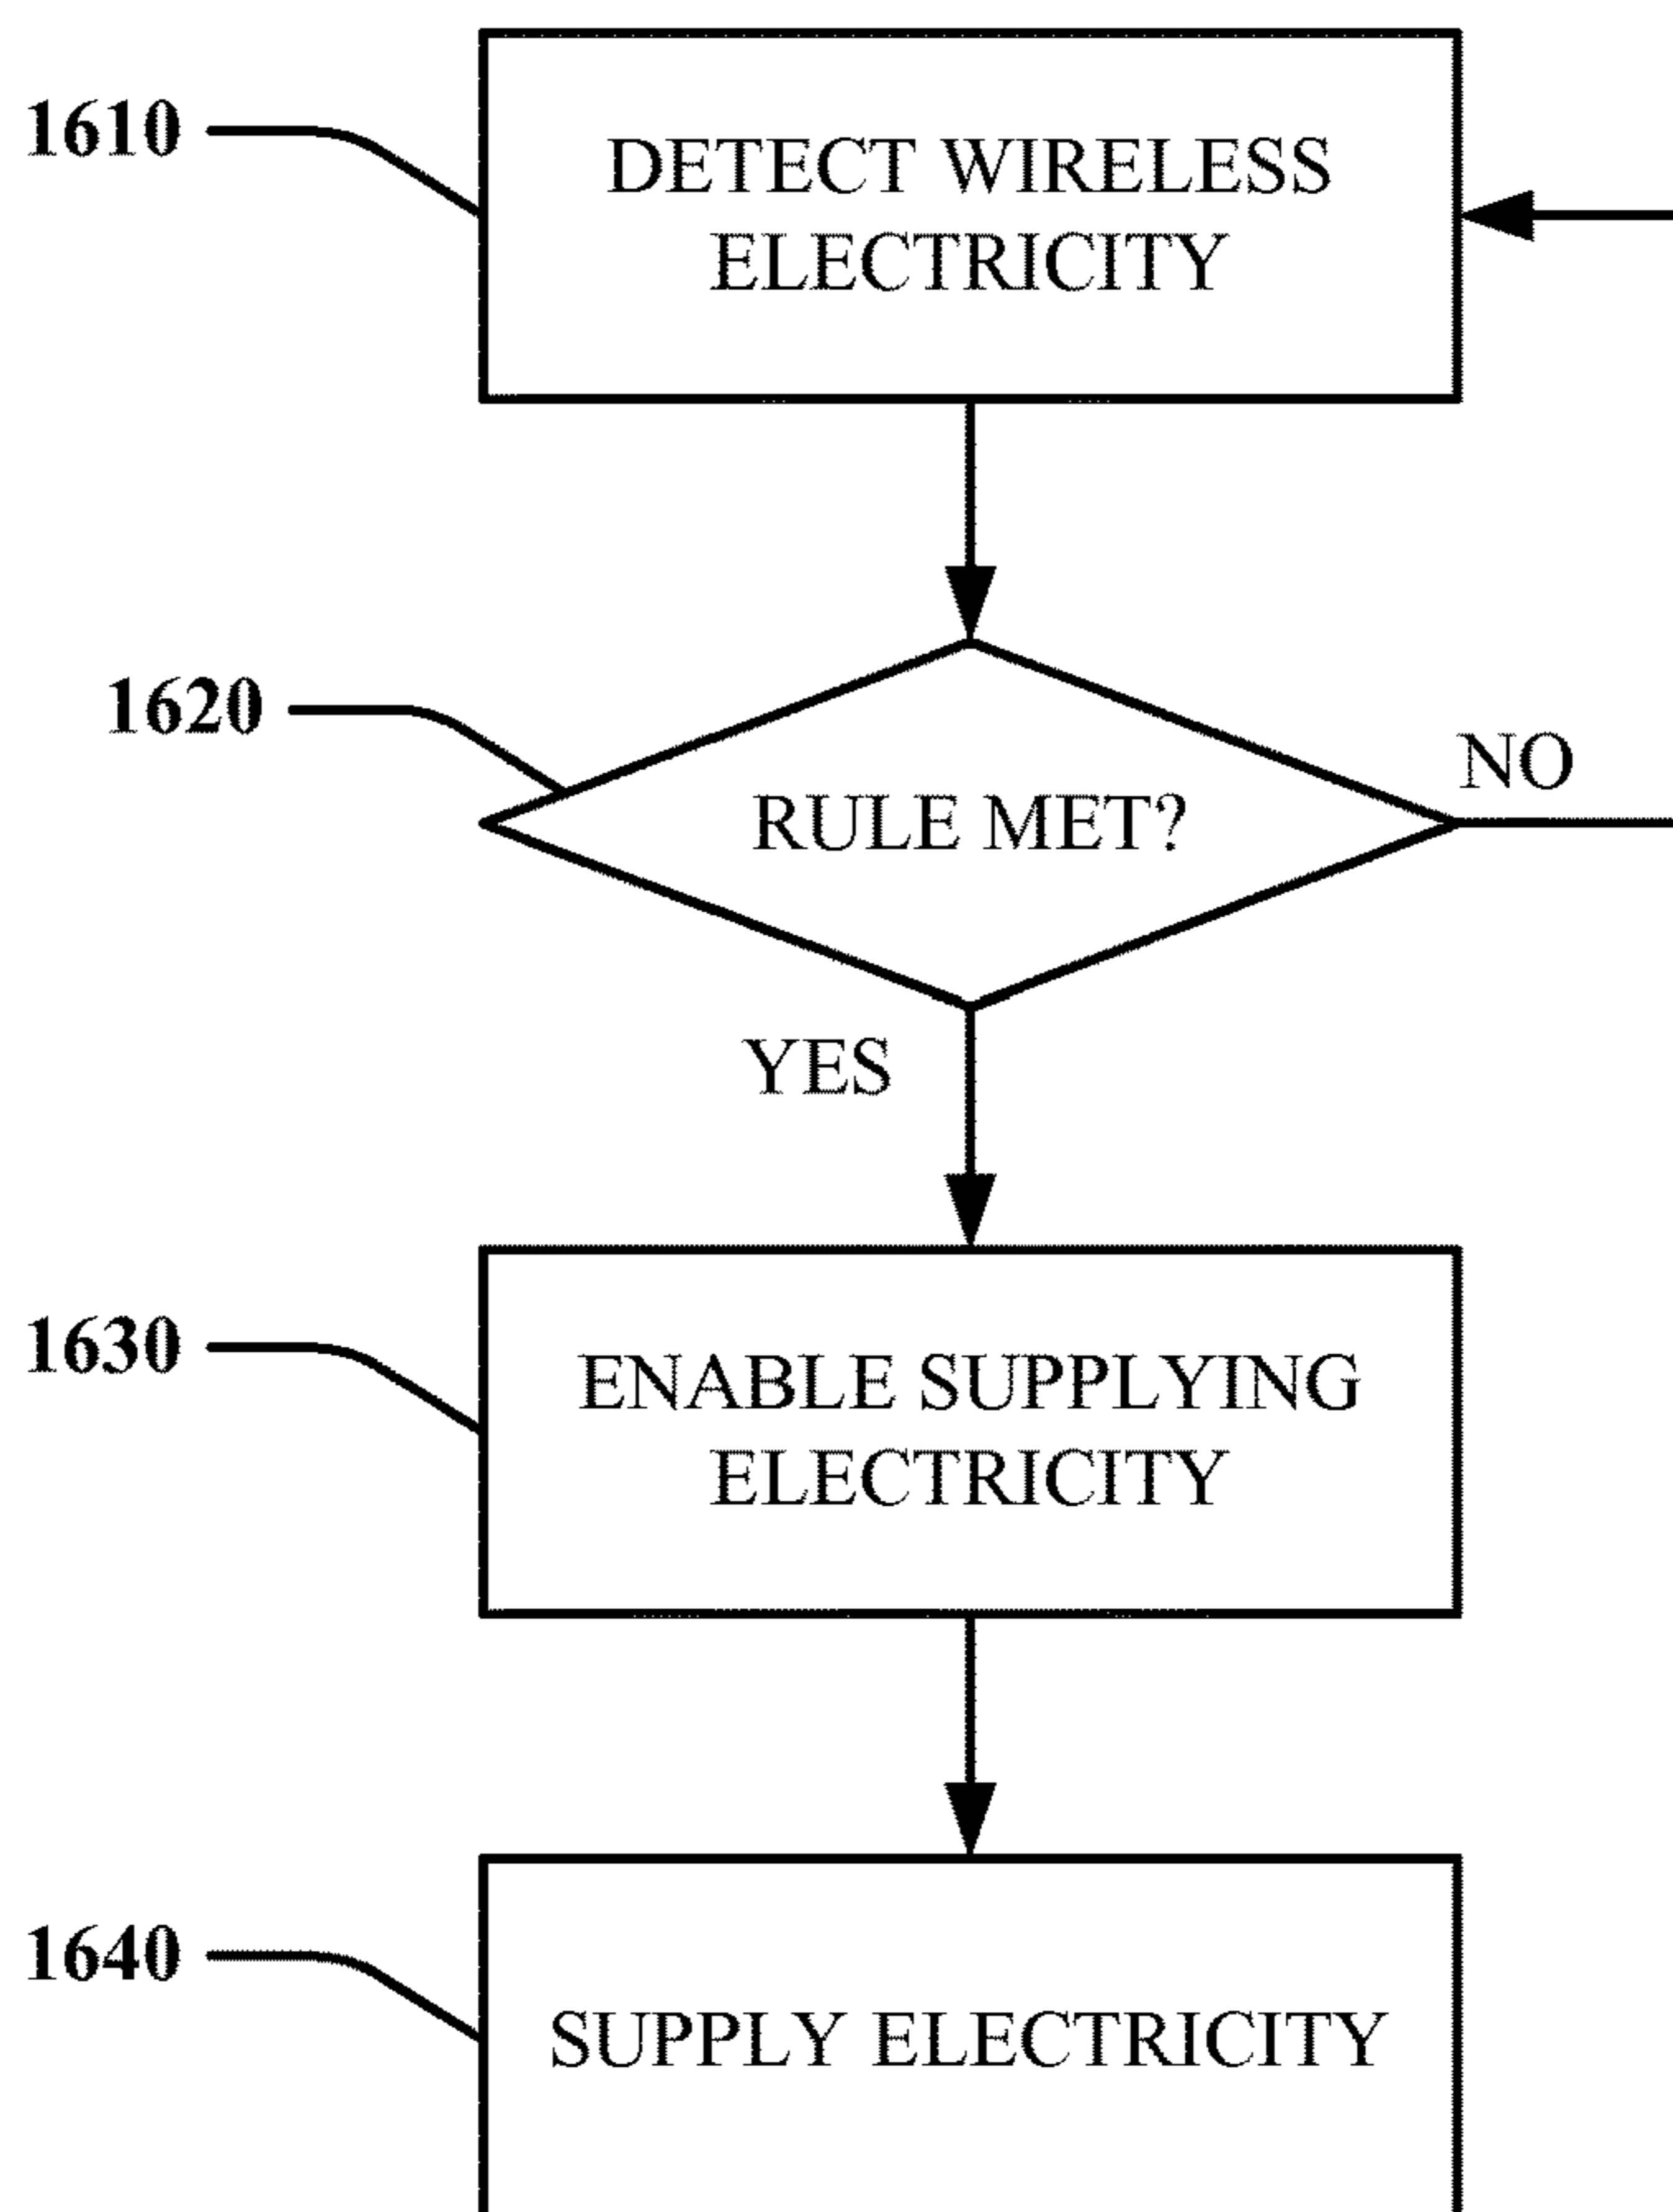 1610
DETECT WIRELESS
ELECTRICITY
1620
RULE MET?
NO
YES
1630
ENABLE SUPPLYING
ELECTRICITY
1640
SUPPLY ELECTRICITY